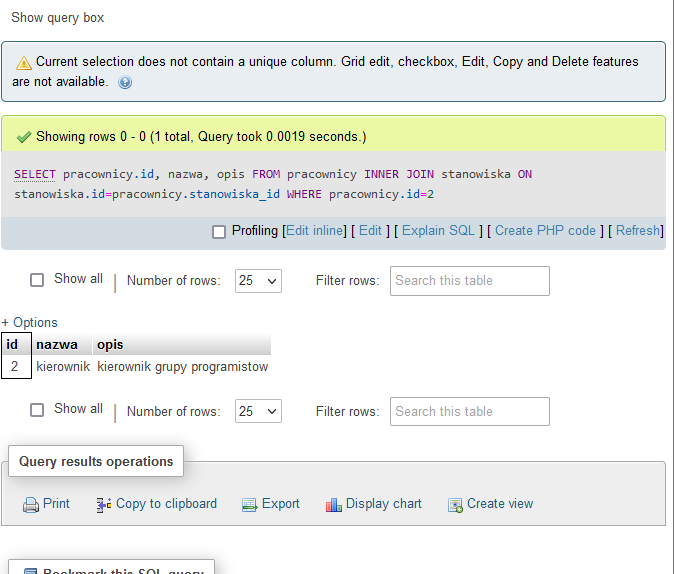 Show query box
Current selection does not contain a unique column. Grid edit, checkbox, Edit, Copy and Delete features
are not available.
Showing rows 0 - 0 (1 total, Query took 0.0019 seconds.)
SELECT pracownicy.id, nazwa, opis FROM pracownicy INNER JOIN stanowiska ON
stanowiska.id=pracownicy.stanowiska_id WHERE pracownicy.id=2
Profiling [Edit inline] [ Edit ] [ Explain SQL ] [ Create PHP code ] [ Refresh]
Show all | Number of rows: 25 Filter rows: Search this table
+ Options
id nazwa opis
2 kierownik kierownik grupy programistow
Show all | Number of rows: 25 Filter rows: Search this table
Query results operations
Print Copy to clipboard Export Display chart Create view
Bookmark this SQL query